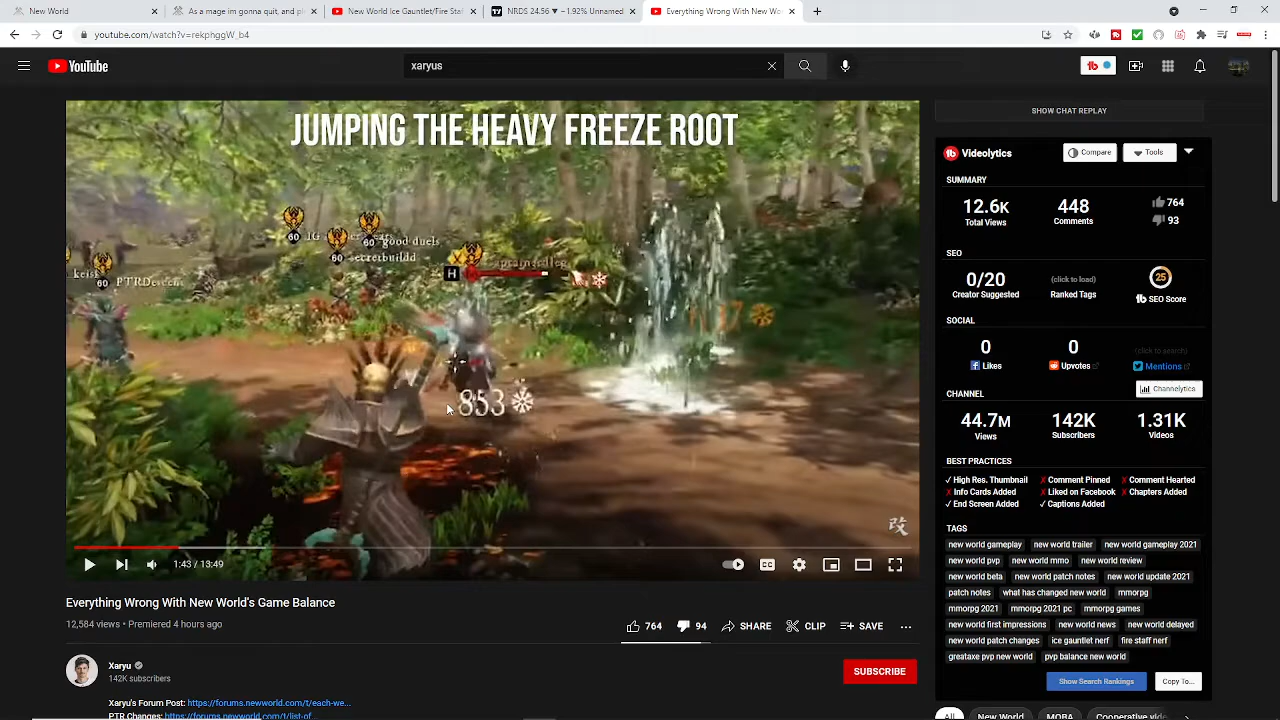 New World
As a mage im gonna quit, and pi
New World Ice Gauntlet/Fire Staf
NRDS 24.56 ▼ −1.92% Unnamed
Everything Wrong With New Wo
youtube.com/watch?v=rekphggW_b4
YouTube
xaryus
JUMPING THE HEAVY FREEZE ROOT
60 60 good duels
60 secretbuildd
keis
60 PTRDescent
H
853
改
1:43 / 13:49
Everything Wrong With New World's Game Balance
12,584 views • Premiered 4 hours ago
764 94 SHARE CLIP SAVE
Xaryu
142K subscribers
SUBSCRIBE
Xaryu's Forum Post: https://forums.newworld.com/t/each-we...
PTR Changes: https://forums.newworld.com/t/list-of...
SHOW CHAT REPLAY
Videolytics Compare Tools
SUMMARY
12.6K 448 764
Total Views Comments 93
SEO
0/20 (click to load) 25
Creator Suggested Ranked Tags SEO Score
SOCIAL
0 0 (click to search)
Likes Upvotes Mentions
CHANNEL Channelytics
44.7M 142K 1.31K
Views Subscribers Videos
BEST PRACTICES
✓ High Res. Thumbnail ✗ Comment Pinned ✗ Comment Hearted
✗ Info Cards Added ✗ Liked on Facebook ✗ Chapters Added
✓ End Screen Added ✓ Captions Added
TAGS
new world gameplay new world trailer new world gameplay 2021
new world pvp new world mmo new world review
new world beta new world patch notes new world update 2021
patch notes what has changed new world mmorpg
mmorpg 2021 mmorpg 2021 pc mmorpg games
new world first impressions new world news new world delayed
new world patch changes ice gauntlet nerf fire staff nerf
greataxe pvp new world pvp balance new world
Show Search Rankings Copy To...
All New World MOBA Cooperative vid